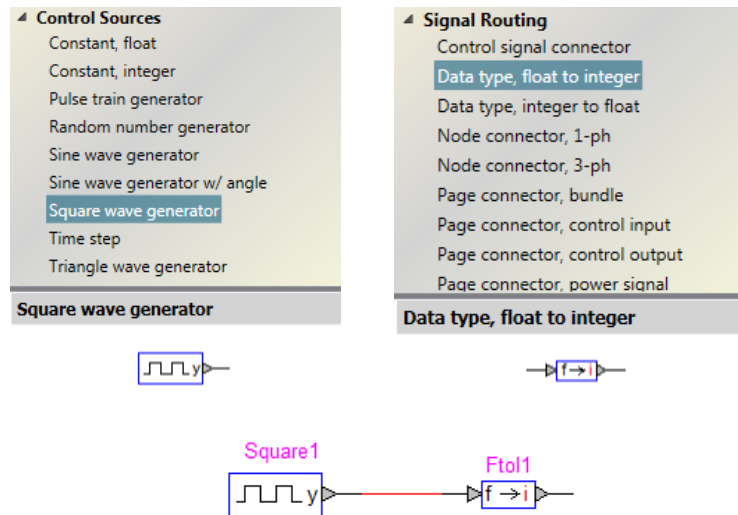 Control Sources
Constant, float
Constant, integer
Pulse train generator
Random number generator
Sine wave generator
Sine wave generator w/ angle
Square wave generator
Time step
Triangle wave generator
Square wave generator
y
Signal Routing
Control signal connector
Data type, float to integer
Data type, integer to float
Node connector, 1-ph
Node connector, 3-ph
Page connector, bundle
Page connector, control input
Page connector, control output
Page connector, power signal
Data type, float to integer
f→i
Square1
y
FtoI1
f→i